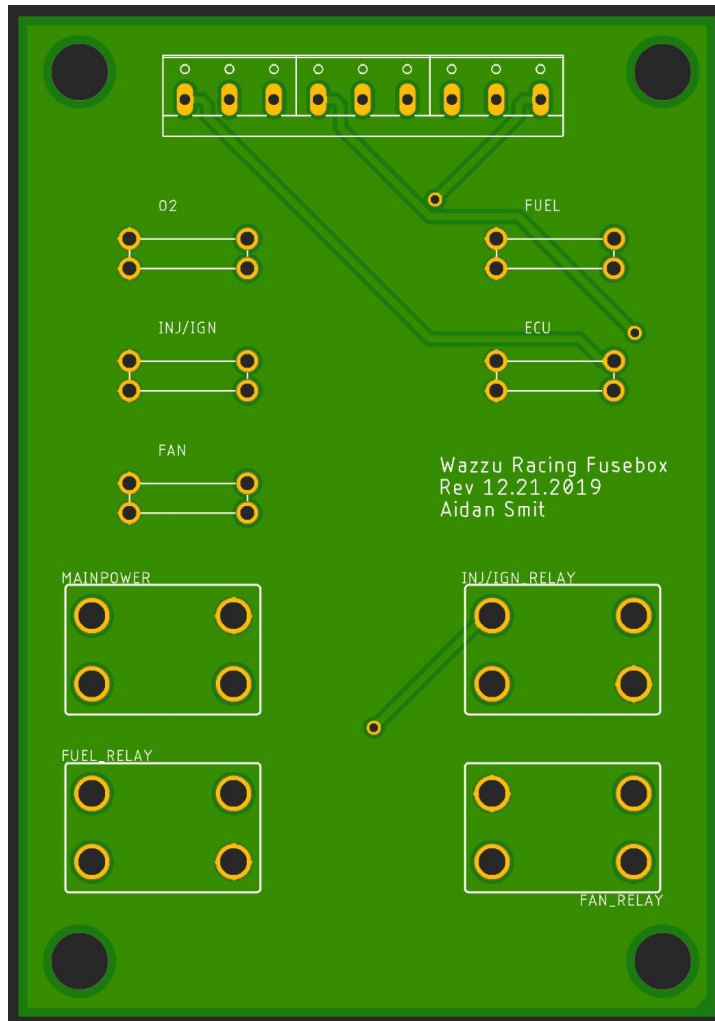 O2
FUEL
INJ/IGN
ECU
FAN
Wazzu Racing Fusebox
Rev 12.21.2019
Aidan Smit
MAINPOWER
INJ/IGN_RELAY
FUEL_RELAY
FAN_RELAY